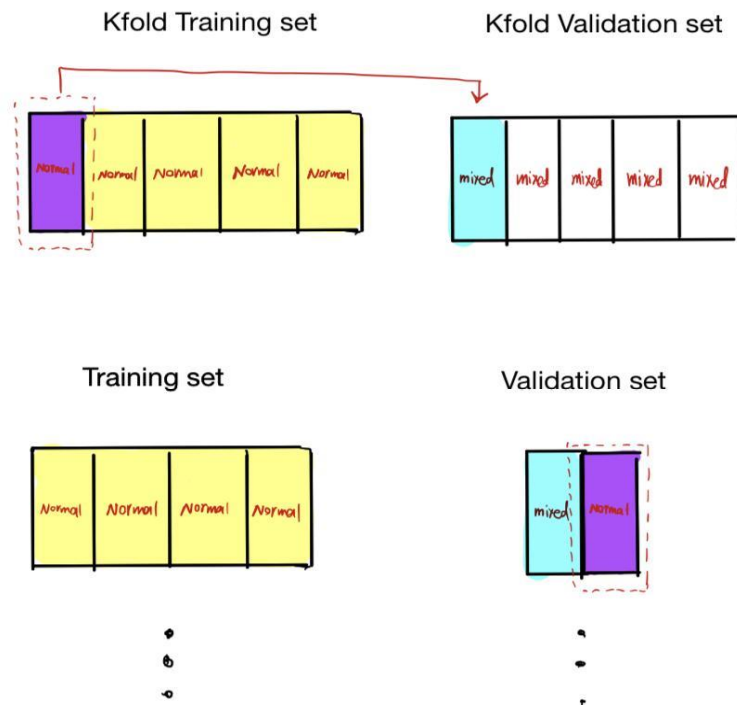 Kfold Training set
Kfold Validation set
Normal Normal Normal Normal Normal
mixed mixed mixed mixed mixed
Training set
Validation set
Normal Normal Normal Normal
mixed Normal